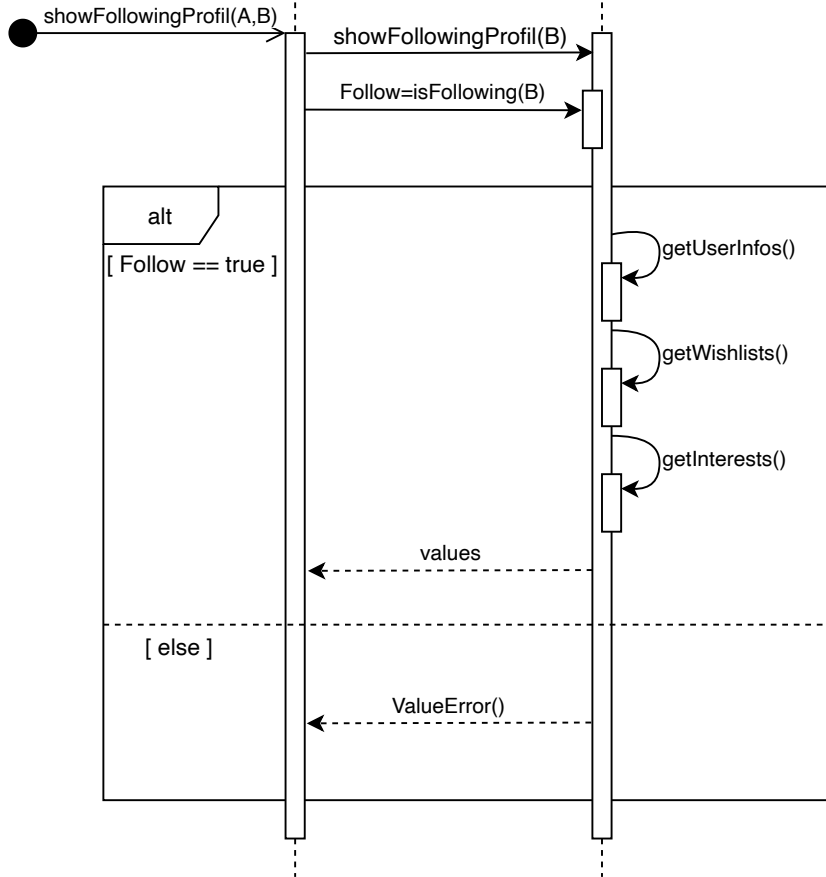 showFollowingProfil(A,B)
showFollowingProfil(B)
Follow=isFollowing(B)
alt
[ Follow == true ]
getUserInfos()
getWishlists()
getInterests()
values
[ else ]
ValueError()